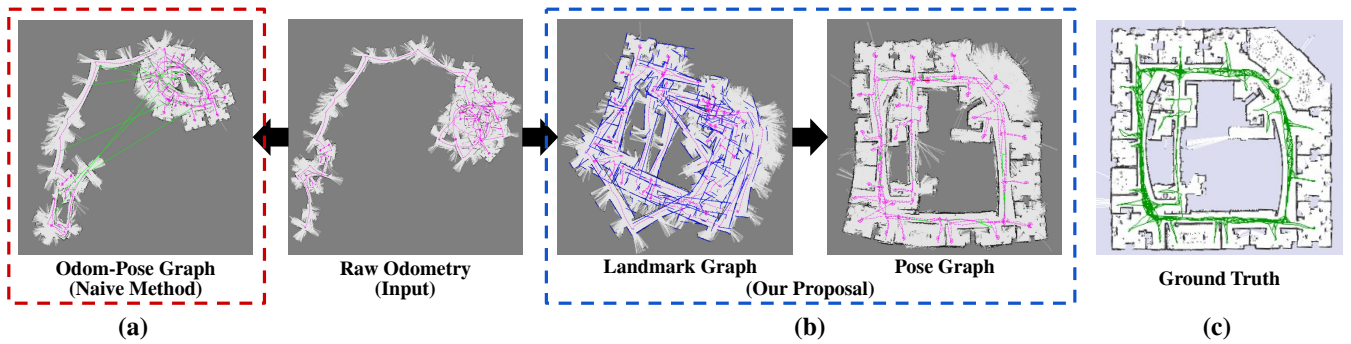 Odom-Pose Graph
(Naive Method)
Raw Odometry
(Input)
Landmark Graph
Pose Graph
(Our Proposal)
Ground Truth
(a)
(b)
(c)